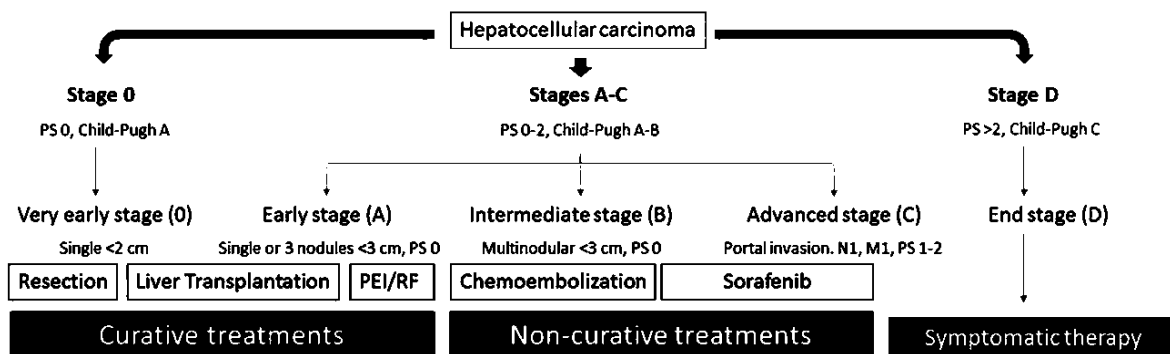 Hepatocellular carcinoma
Stage 0
Stages A-C
Stage D
PS 0, Child-Pugh A
PS 0-2, Child-Pugh A-B
PS >2, Child-Pugh C
Very early stage (0)
Early stage (A)
Intermediate stage (B)
Advanced stage (C)
End stage (D)
Single <2 cm
Single or 3 nodules <3 cm, PS 0
Multinodular <3 cm, PS 0
Portal invasion. N1, M1, PS 1-2
Resection
Liver Transplantation
PEI/RF
Chemoembolization
Sorafenib
Curative treatments
Non-curative treatments
Symptomatic therapy